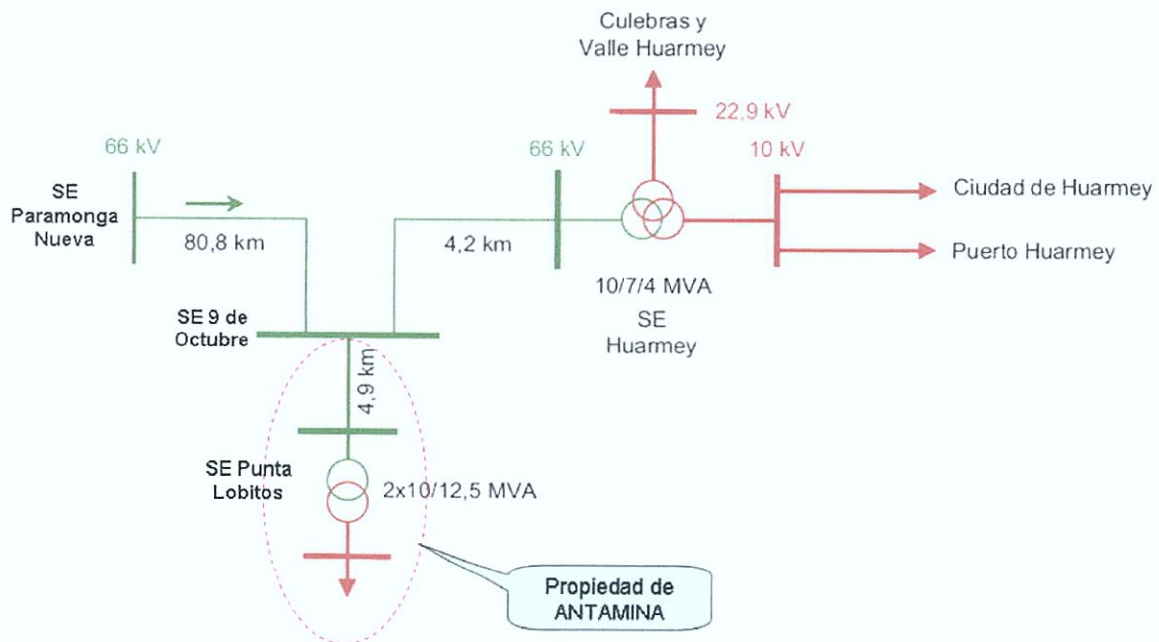 Culebras y
Valle Huarmey
22,9 kV
66 kV
66 kV
10 kV
SE
Paramonga
Nueva
80,8 km
4,2 km
Ciudad de Huarmey
Puerto Huarmey
10/7/4 MVA
SE
Huarmey
SE 9 de
Octubre
4,9 km
SE Punta
Lobitos
2x10/12,5 MVA
Propiedad de
ANTAMINA